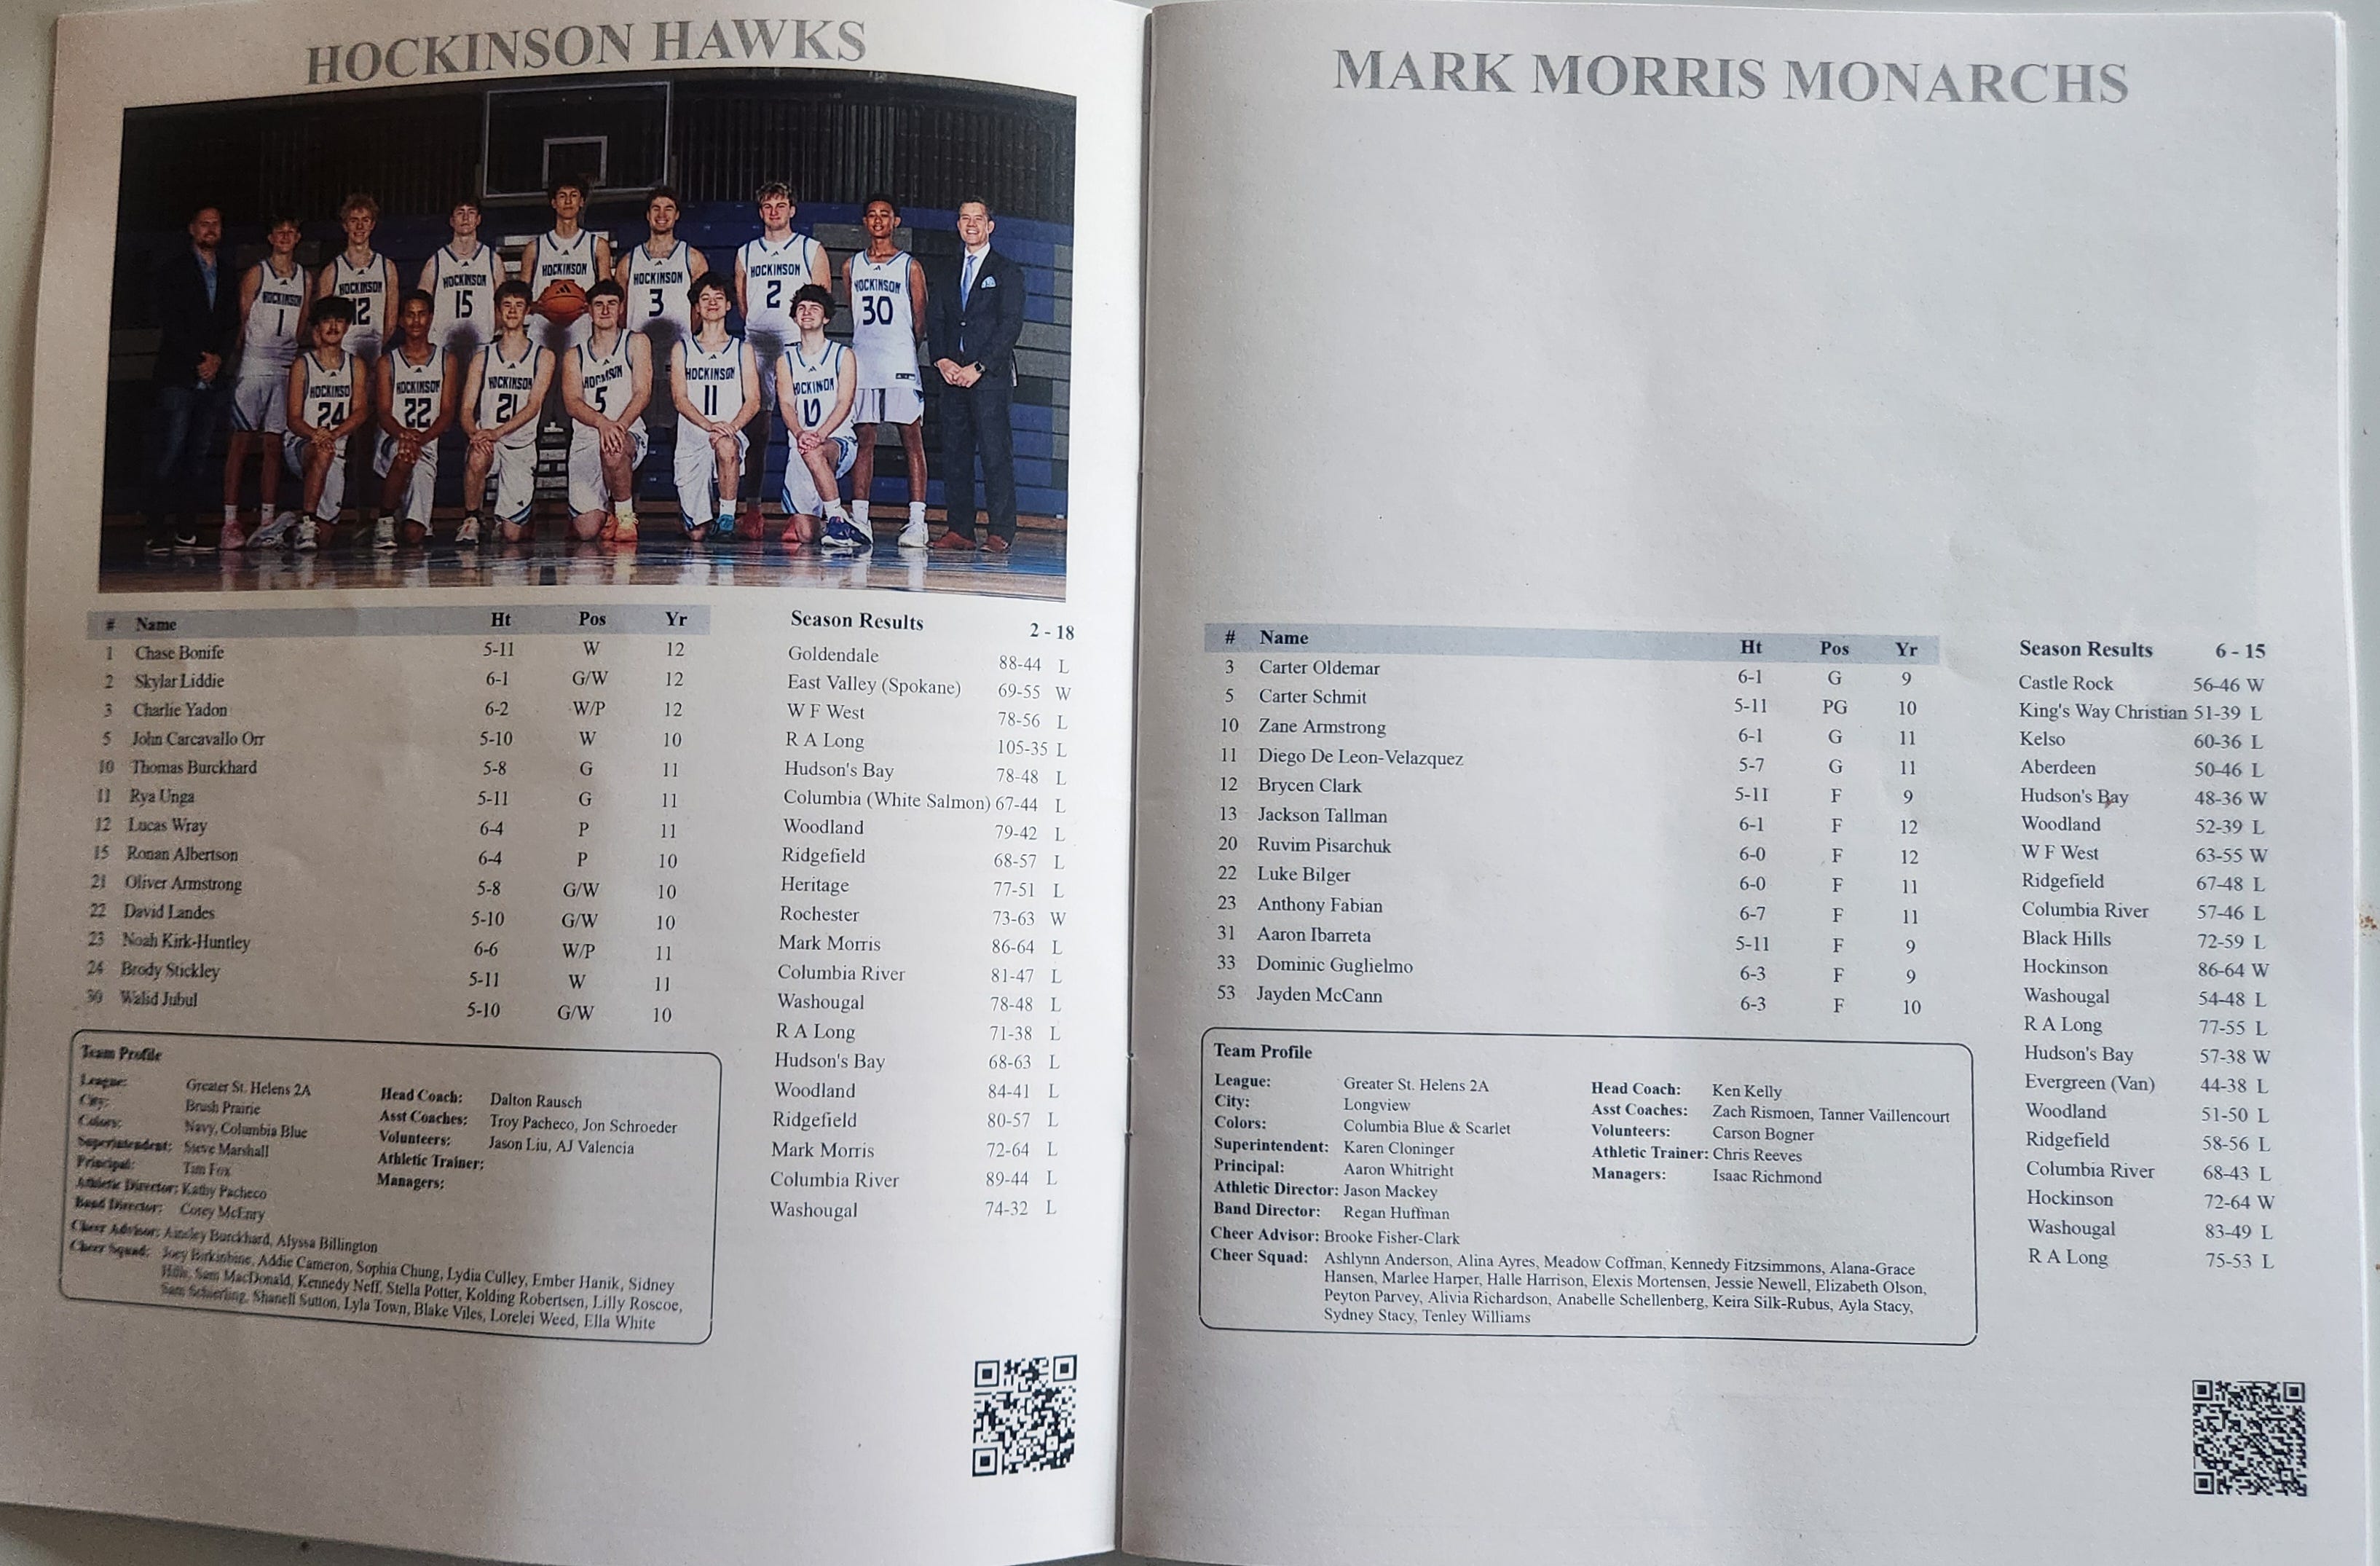 HOCKINSON HAWKS
HOCKINSON 1
HOCKINSON 12
HOCKINSON 15
HOCKINSON
HOCKINSON 3
HOCKINSON 2
HOCKINSON 30
HOCKINSON 24
HOCKINSON 22
HOCKINSON 21
HOCKINSON 5
HOCKINSON 11
HOCKINSON 10
# Name Ht Pos Yr
1 Chase Bonife 5-11 W 12
2 Skylar Liddie 6-1 G/W 12
3 Charlie Yadon 6-2 W/P 12
5 John Carcavallo Orr 5-10 W 10
10 Thomas Burckhard 5-8 G 11
11 Rya Unga 5-11 G 11
12 Lucas Wray 6-4 P 11
15 Ronan Albertson 6-4 P 10
21 Oliver Armstrong 5-8 G/W 10
22 David Landes 5-10 G/W 10
23 Noah Kirk-Huntley 6-6 W/P 11
24 Brody Stickley 5-11 W 11
30 Walid Jubul 5-10 G/W 10
Season Results 2 - 18
Goldendale 88-44 L
East Valley (Spokane) 69-55 W
W F West 78-56 L
R A Long 105-35 L
Hudson's Bay 78-48 L
Columbia (White Salmon) 67-44 L
Woodland 79-42 L
Ridgefield 68-57 L
Heritage 77-51 L
Rochester 73-63 W
Mark Morris 86-64 L
Columbia River 81-47 L
Washougal 78-48 L
R A Long 71-38 L
Hudson's Bay 68-63 L
Woodland 84-41 L
Ridgefield 80-57 L
Mark Morris 72-64 L
Columbia River 89-44 L
Washougal 74-32 L
Team Profile
League: Greater St. Helens 2A
City: Brush Prairie
Colors: Navy, Columbia Blue
Superintendent: Steve Marshall
Principal: Tim Fox
Athletic Director: Kathy Pacheco
Band Director: Corey McEnry
Head Coach: Dalton Rausch
Asst Coaches: Troy Pacheco, Jon Schroeder
Volunteers: Jason Liu, AJ Valencia
Athletic Trainer:
Managers:
Cheer Advisor: Ainsley Burckhard, Alyssa Billington
Cheer Squad: Joey Birkinbine, Addie Cameron, Sophia Chung, Lydia Culley, Ember Hanik, Sidney
Hills, Sam MacDonald, Kennedy Neff, Stella Potter, Kolding Robertsen, Lilly Roscoe,
Sam Schierling, Shanell Sutton, Lyla Town, Blake Viles, Lorelei Weed, Ella White
MARK MORRIS MONARCHS
# Name Ht Pos Yr
3 Carter Oldemar 6-1 G 9
5 Carter Schmit 5-11 PG 10
10 Zane Armstrong 6-1 G 11
11 Diego De Leon-Velazquez 5-7 G 11
12 Brycen Clark 5-11 F 9
13 Jackson Tallman 6-1 F 12
20 Ruvim Pisarchuk 6-0 F 12
22 Luke Bilger 6-0 F 11
23 Anthony Fabian 6-7 F 11
31 Aaron Ibarreta 5-11 F 9
33 Dominic Guglielmo 6-3 F 9
53 Jayden McCann 6-3 F 10
Season Results 6 - 15
Castle Rock 56-46 W
King's Way Christian 51-39 L
Kelso 60-36 L
Aberdeen 50-46 L
Hudson's Bay 48-36 W
Woodland 52-39 L
W F West 63-55 W
Ridgefield 67-48 L
Columbia River 57-46 L
Black Hills 72-59 L
Hockinson 86-64 W
Washougal 54-48 L
R A Long 77-55 L
Hudson's Bay 57-38 W
Evergreen (Van) 44-38 L
Woodland 51-50 L
Ridgefield 58-56 L
Columbia River 68-43 L
Hockinson 72-64 W
Washougal 83-49 L
R A Long 75-53 L
Team Profile
League: Greater St. Helens 2A
City: Longview
Colors: Columbia Blue & Scarlet
Superintendent: Karen Cloninger
Principal: Aaron Whitright
Athletic Director: Jason Mackey
Band Director: Regan Huffman
Head Coach: Ken Kelly
Asst Coaches: Zach Rismoen, Tanner Vaillencourt
Volunteers: Carson Bogner
Athletic Trainer: Chris Reeves
Managers: Isaac Richmond
Cheer Advisor: Brooke Fisher-Clark
Cheer Squad: Ashlynn Anderson, Alina Ayres, Meadow Coffman, Kennedy Fitzsimmons, Alana-Grace
Hansen, Marlee Harper, Halle Harrison, Elexis Mortensen, Jessie Newell, Elizabeth Olson,
Peyton Parvey, Alivia Richardson, Anabelle Schellenberg, Keira Silk-Rubus, Ayla Stacy,
Sydney Stacy, Tenley Williams